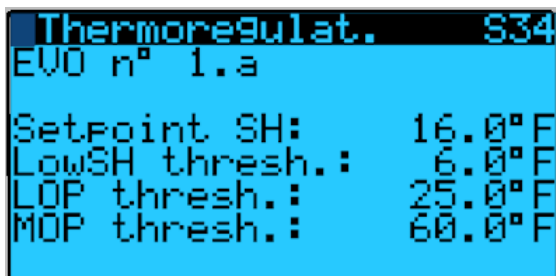 Thermoregulat. S34
EVO n° 1.a
Setpoint SH: 16.0°F
LowSH thresh.: 6.0°F
LOP thresh.: 25.0°F
MOP thresh.: 60.0°F